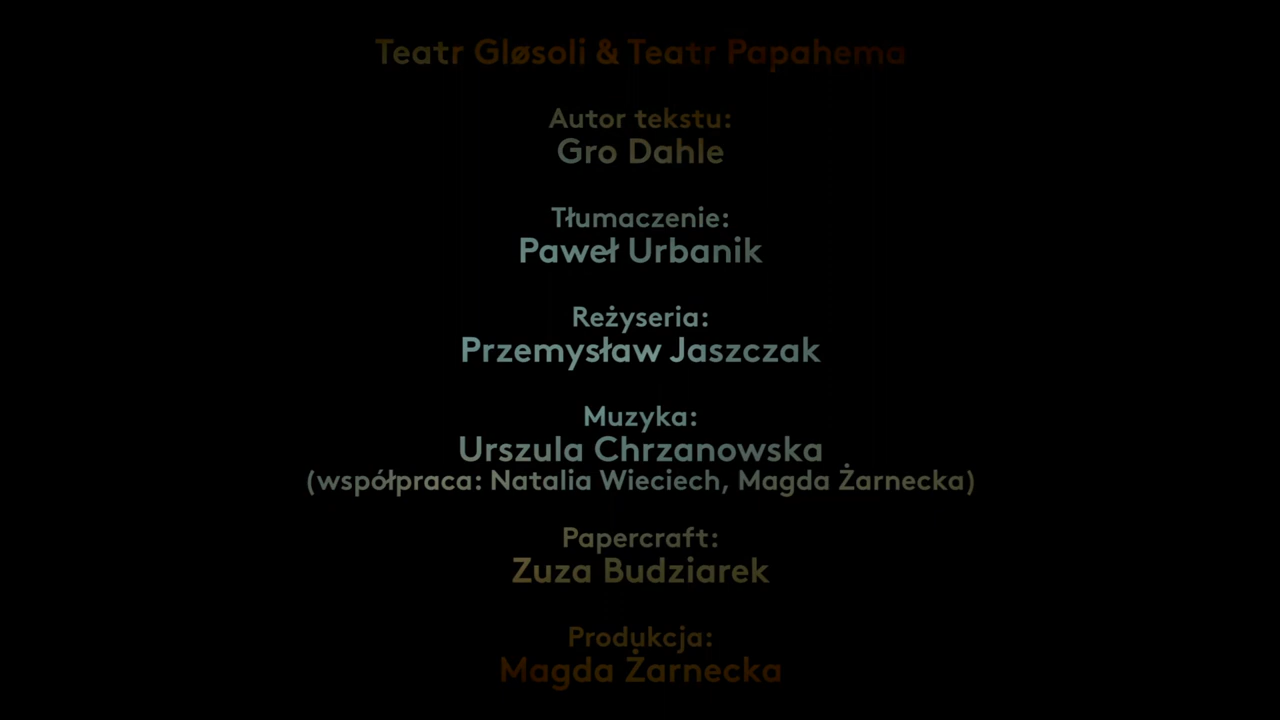 Teatr Gløsoli & Teatr Papahema
Autor tekstu:
Gro Dahle
Tłumaczenie:
Paweł Urbanik
Reżyseria:
Przemysław Jaszczak
Muzyka:
Urszula Chrzanowska
(współpraca: Natalia Wieciech, Magda Żarnecka)
Papercraft:
Zuza Budziarek
Produkcja:
Magda Żarnecka